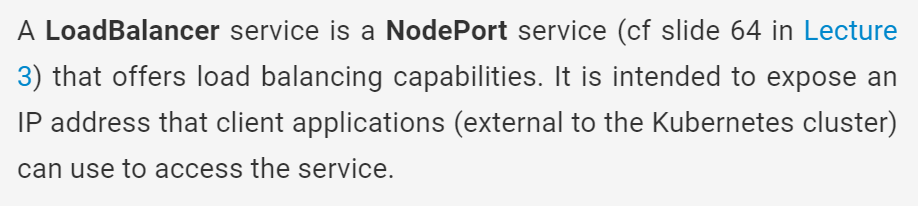 A LoadBalancer service is a NodePort service (cf slide 64 in Lecture
3) that offers load balancing capabilities. It is intended to expose an
IP address that client applications (external to the Kubernetes cluster)
can use to access the service.